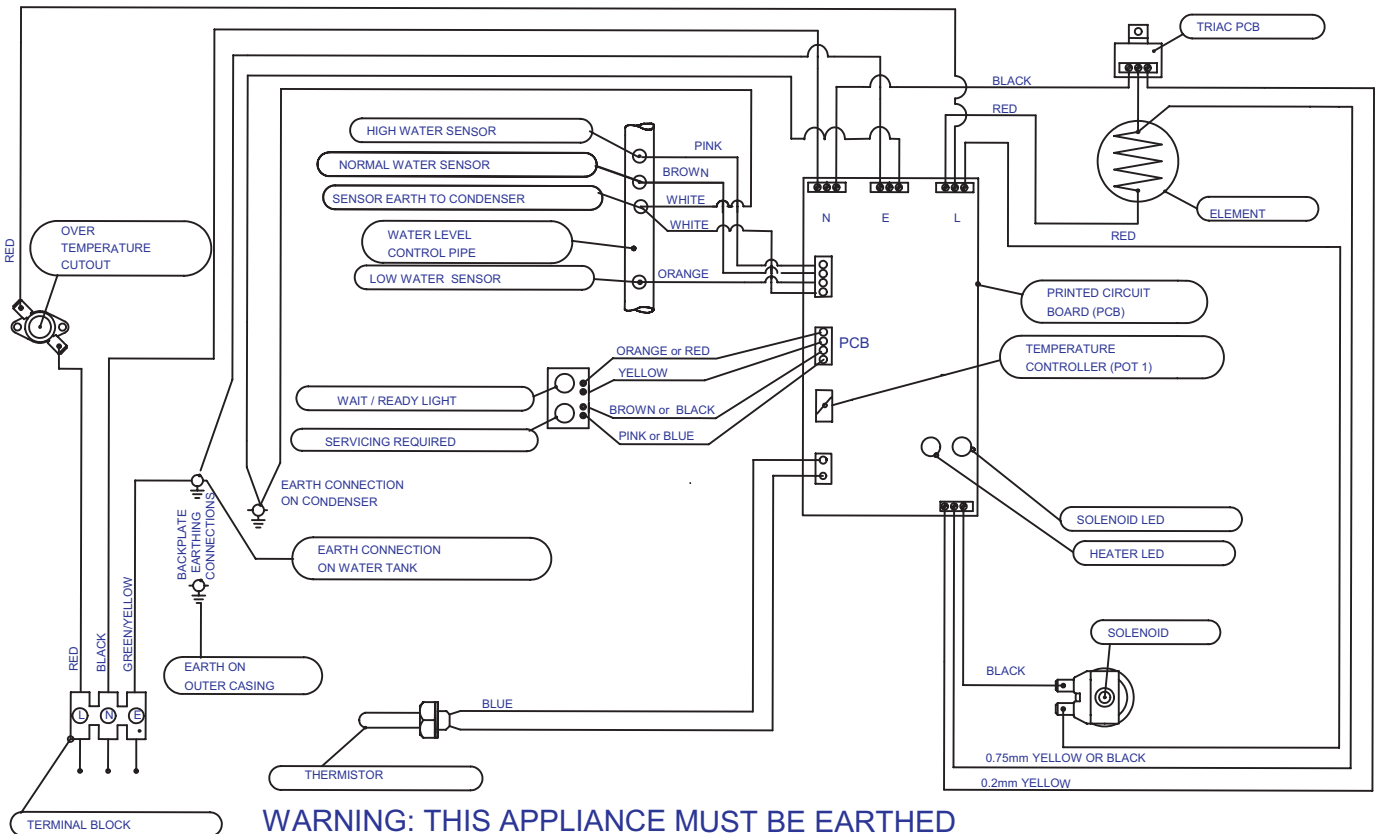 TRIAC PCB
BLACK
RED
HIGH WATER SENSOR
PINK
NORMAL WATER SENSOR
BROWN
SENSOR EARTH TO CONDENSER
WHITE
WATER LEVEL
CONTROL PIPE
WHITE
LOW WATER SENSOR
ORANGE
N
E
L
ELEMENT
RED
OVER
TEMPERATURE
CUTOUT
RED
PRINTED CIRCUIT
BOARD (PCB)
PCB
TEMPERATURE
CONTROLLER (POT 1)
ORANGE or RED
YELLOW
WAIT / READY LIGHT
BROWN or BLACK
SERVICING REQUIRED
PINK or BLUE
EARTH CONNECTION
ON CONDENSER
BACKPLATE
EARTHING
CONNECTIONS
EARTH CONNECTION
ON WATER TANK
SOLENOID LED
HEATER LED
RED
BLACK
GREEN/YELLOW
EARTH ON
OUTER CASING
SOLENOID
BLACK
L
N
E
BLUE
THERMISTOR
0.75mm YELLOW OR BLACK
0.2mm YELLOW
TERMINAL BLOCK
WARNING: THIS APPLIANCE MUST BE EARTHED